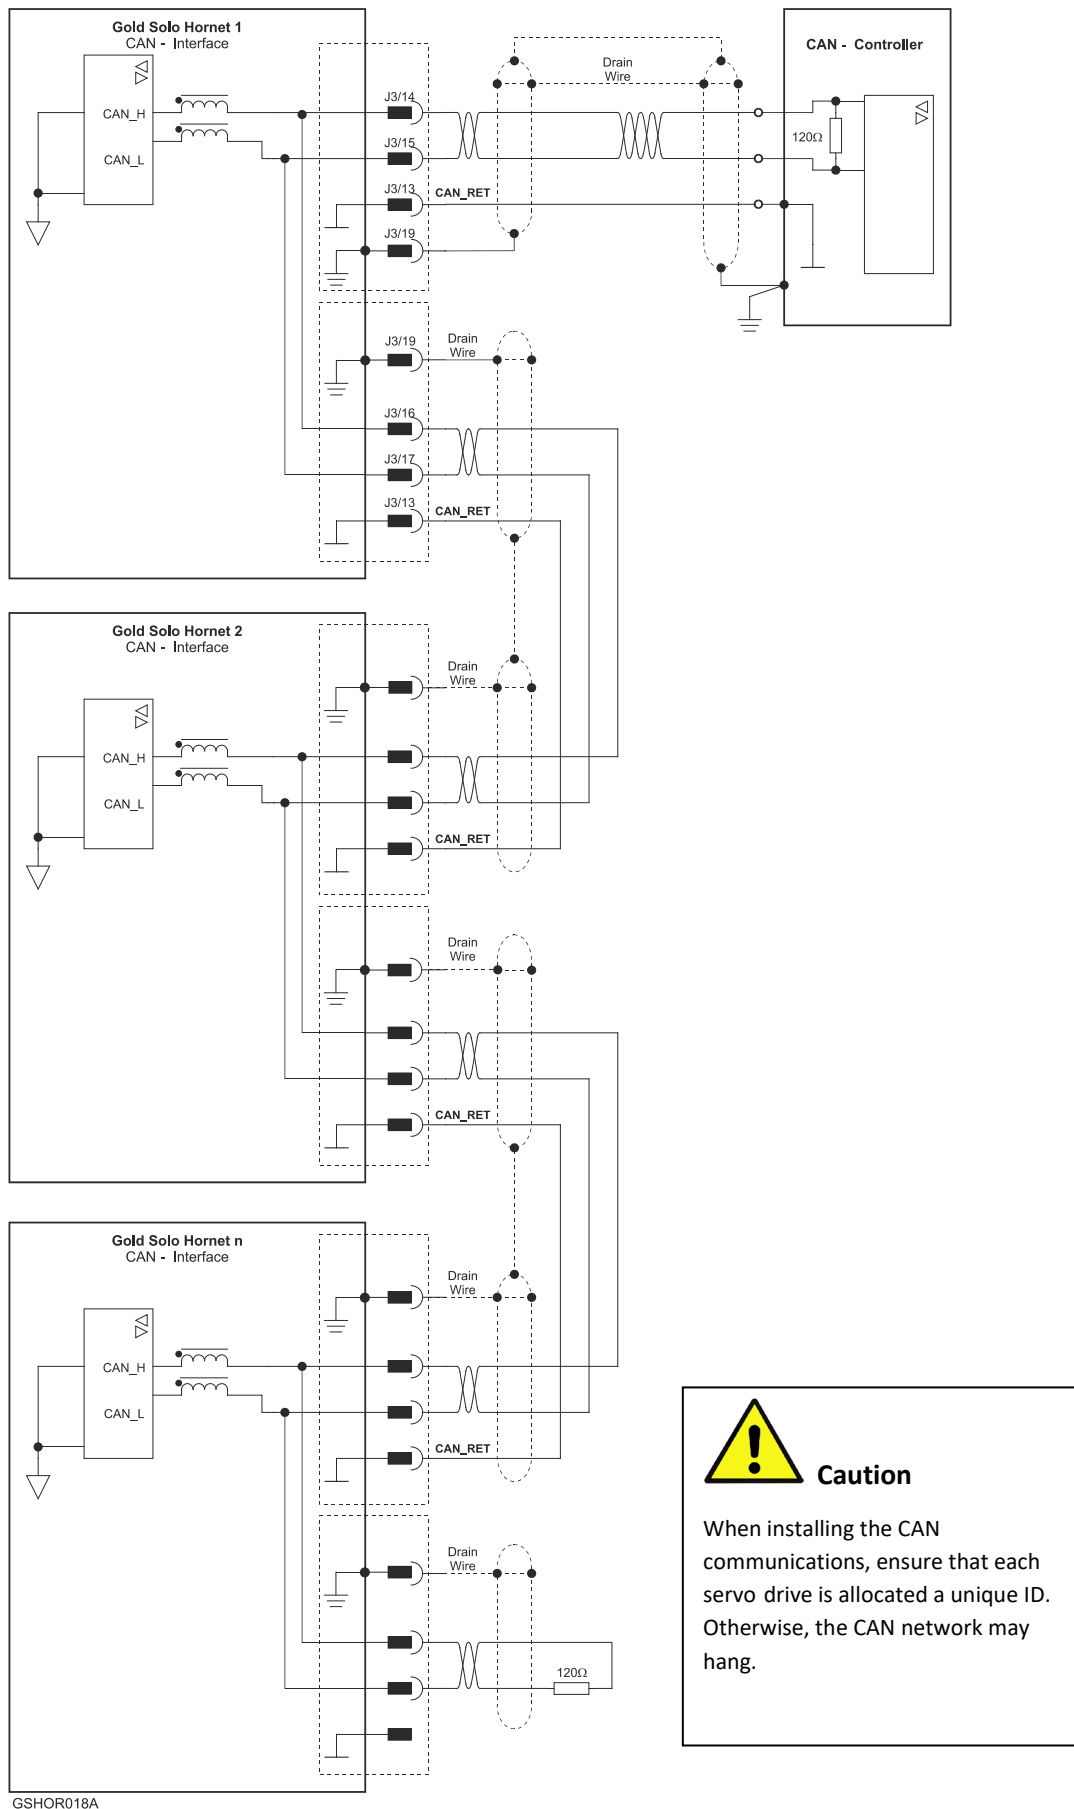 Gold Solo Hornet 1
CAN - Interface
CAN_H
CAN_L
J3/14
J3/15
J3/13
CAN_RET
J3/19
Drain
Wire
CAN - Controller
120Ω
J3/19
Drain
Wire
J3/16
J3/17
J3/13
CAN_RET
Gold Solo Hornet 2
CAN - Interface
CAN_H
CAN_L
Drain
Wire
CAN_RET
Drain
Wire
CAN_RET
Gold Solo Hornet n
CAN - Interface
CAN_H
CAN_L
Drain
Wire
CAN_RET
Drain
Wire
120Ω
Caution
When installing the CAN
communications, ensure that each
servo drive is allocated a unique ID.
Otherwise, the CAN network may
hang.
GSHOR018A